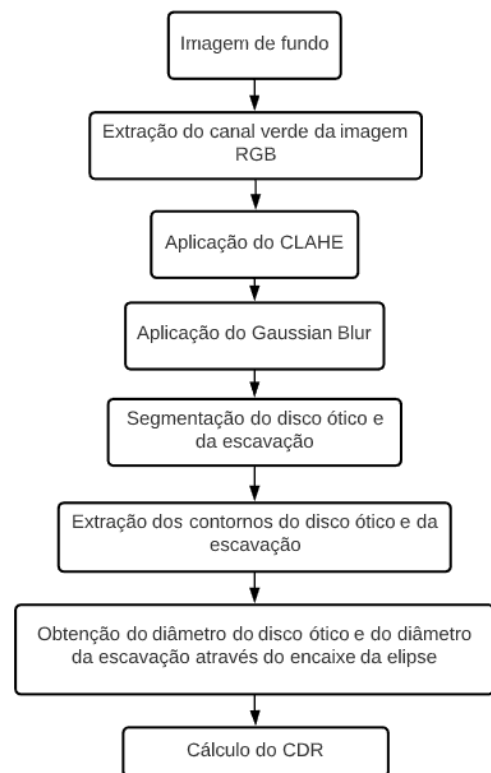 Imagem de fundo
Extração do canal verde da imagem
RGB
Aplicação do CLAHE
Aplicação do Gaussian Blur
Segmentação do disco ótico e
da escavação
Extração dos contornos do disco ótico e da
escavação
Obtenção do diâmetro do disco ótico e do diâmetro
da escavação através do encaixe da elipse
Cálculo do CDR